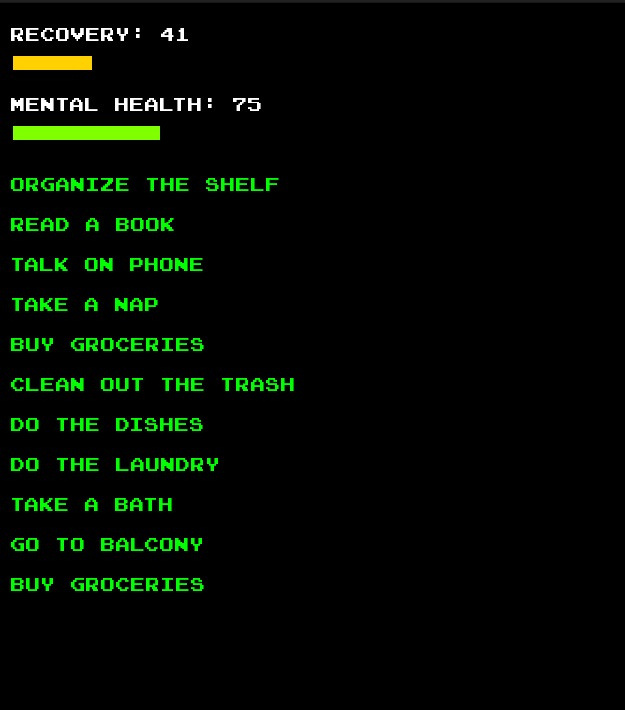 RECOVERY: 41
MENTAL HEALTH: 75
ORGANIZE THE SHELF
READ A BOOK
TALK ON PHONE
TAKE A NAP
BUY GROCERIES
CLEAN OUT THE TRASH
DO THE DISHES
DO THE LAUNDRY
TAKE A BATH
GO TO BALCONY
BUY GROCERIES